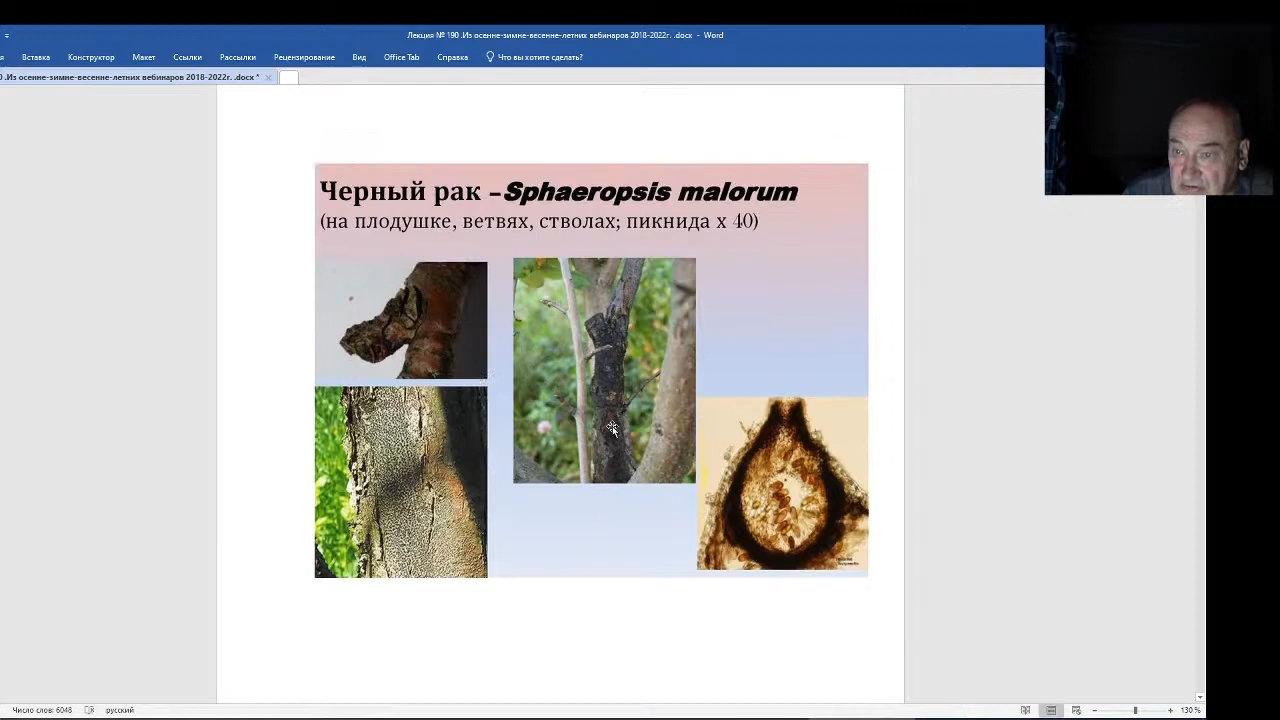 Лекция № 190 .Из осенне-зимне-весенне-летних вебинаров 2018-2022г. .docx - Word
Вставка Конструктор Макет Ссылки Рассылки Рецензирование Вид Office Tab Справка Что вы хотите сделать?
0 .Из осенне-зимне-весенне-летних вебинаров 2018-2022г. .docx *
Черный рак –Sphaeropsis malorum
(на плодушке, ветвях, стволах; пикнида х 40)
Число слов: 6048 русский 130 %